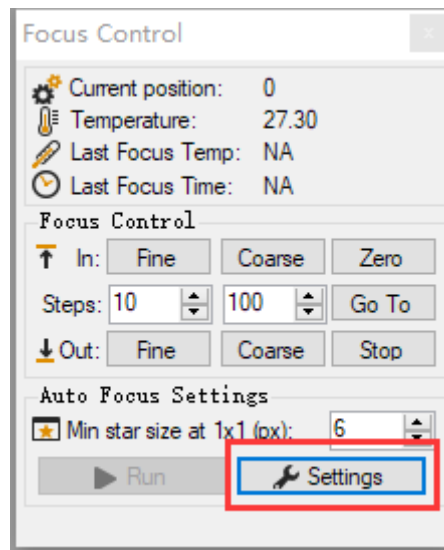 Focus Control
Current position: 0
Temperature: 27.30
Last Focus Temp: NA
Last Focus Time: NA
Focus Control
In: Fine Coarse Zero
Steps: 10 100 Go To
Out: Fine Coarse Stop
Auto Focus Settings
Min star size at 1x1 (px): 6
Run Settings